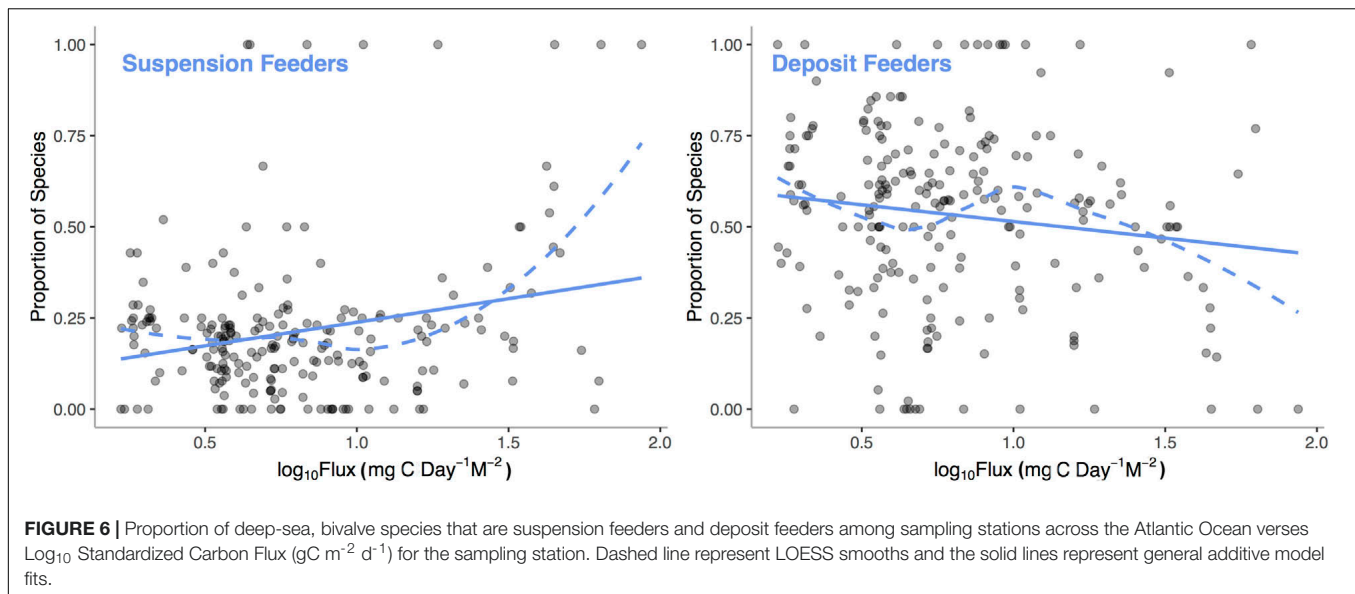 Suspension Feeders
Proportion of Species
1.00
0.75
0.50
0.25
0.00
0.5
1.0
1.5
2.0
log₁₀Flux (mg C Day⁻¹M⁻²)
Deposit Feeders
Proportion of Species
1.00
0.75
0.50
0.25
0.00
0.5
1.0
1.5
2.0
log₁₀Flux (mg C Day⁻¹M⁻²)
FIGURE 6 | Proportion of deep-sea, bivalve species that are suspension feeders and deposit feeders among sampling stations across the Atlantic Ocean verses
Log₁₀ Standardized Carbon Flux (gC m⁻² d⁻¹) for the sampling station. Dashed line represent LOESS smooths and the solid lines represent general additive model
fits.